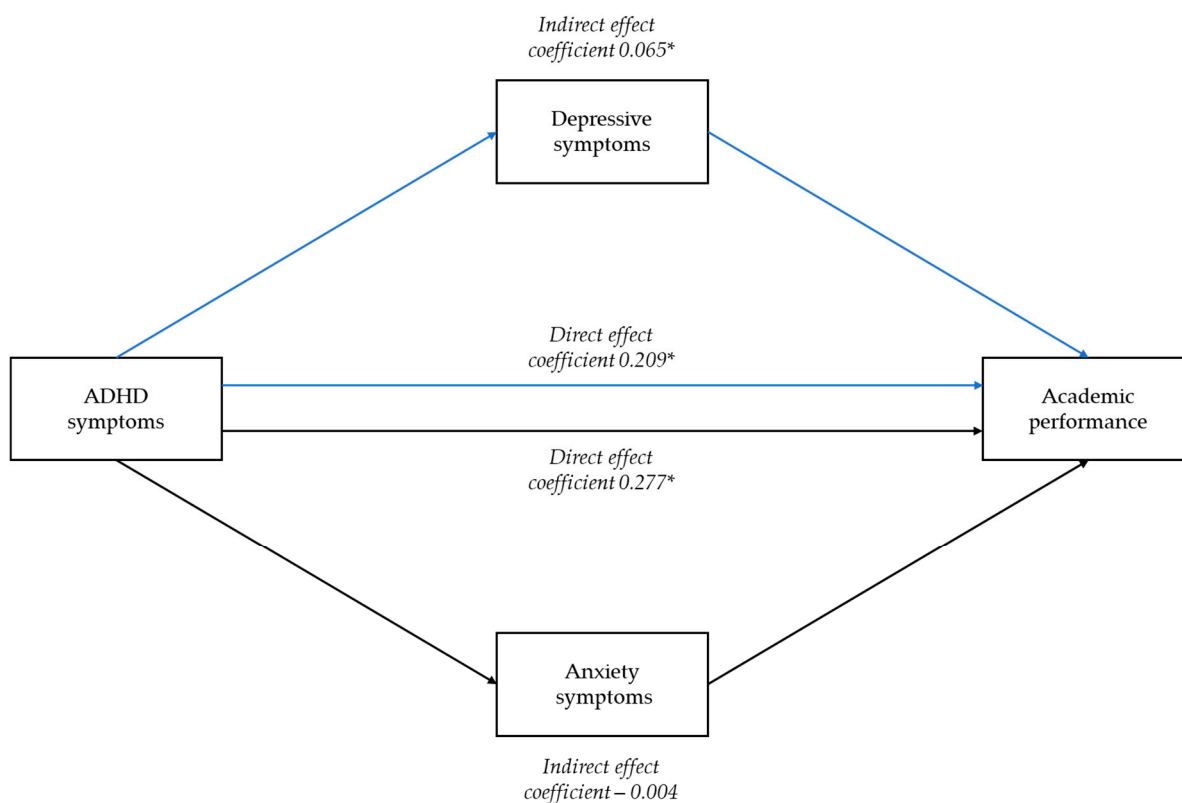 Indirect effect
coefficient 0.065*
Depressive
symptoms
Direct effect
coefficient 0.209*
ADHD
symptoms
Academic
performance
Direct effect
coefficient 0.277*
Anxiety
symptoms
Indirect effect
coefficient – 0.004